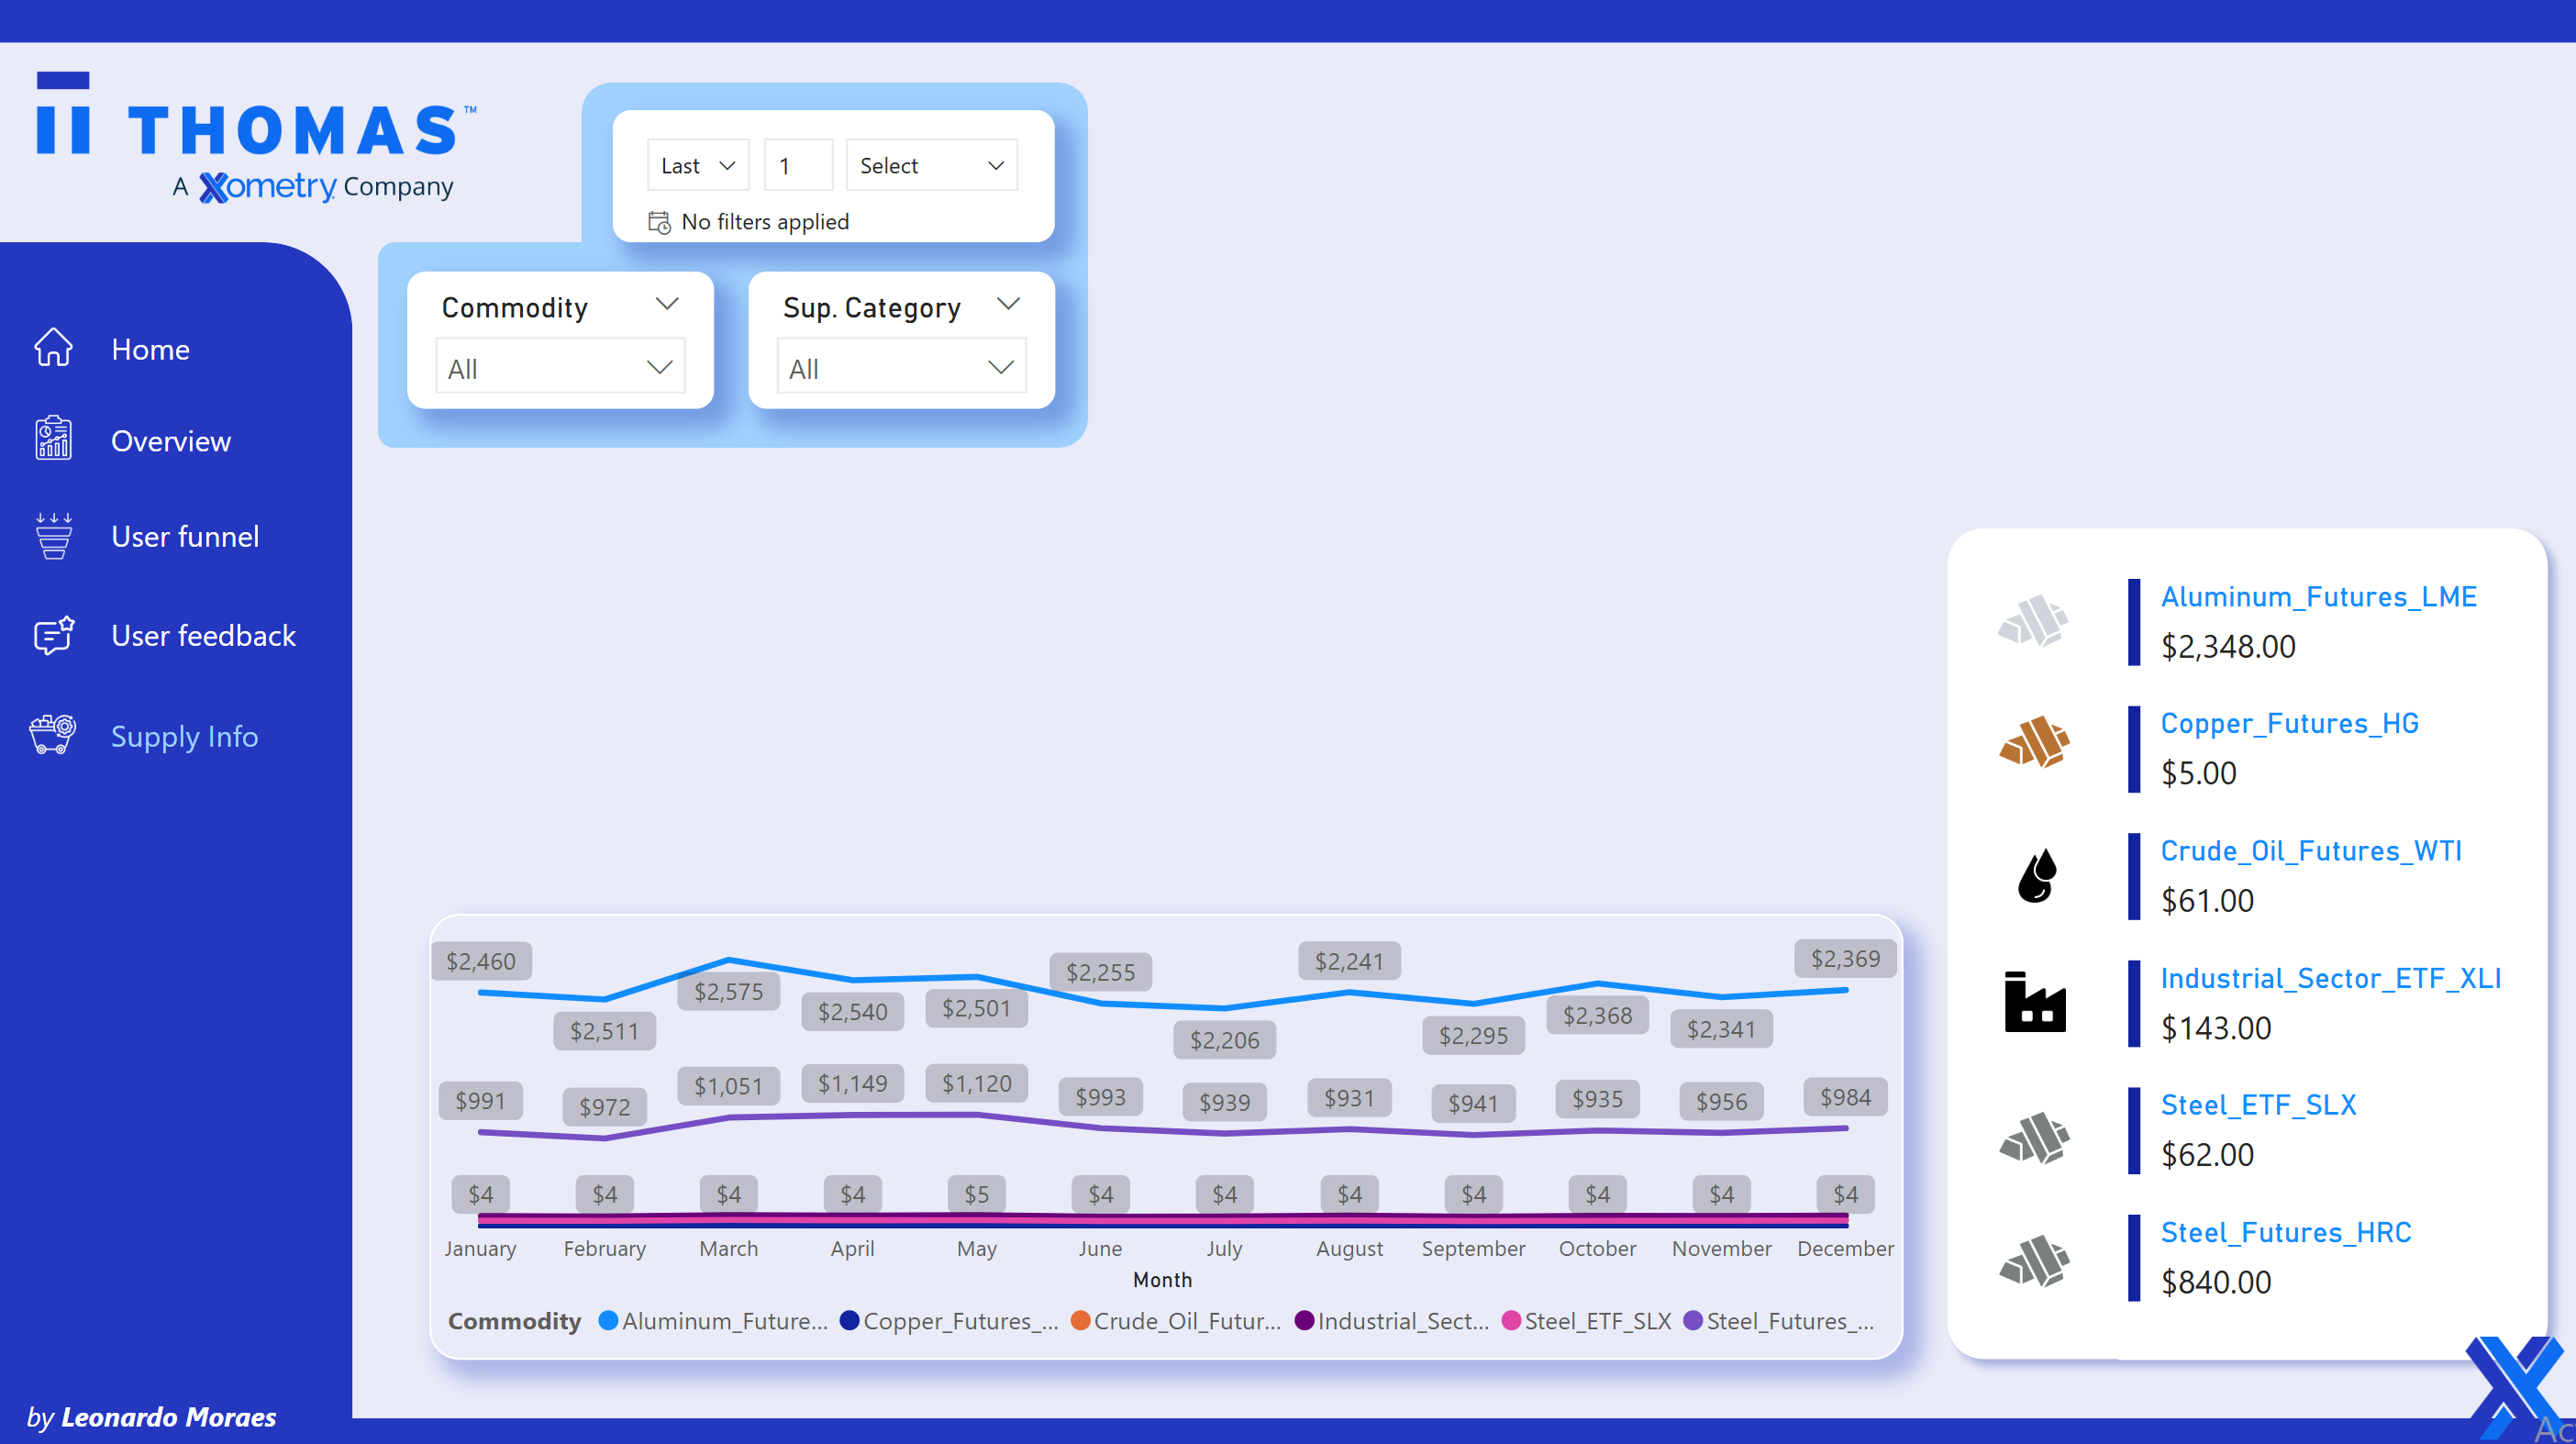 THOMAS™
A Xometry Company
Last 1 Select
No filters applied
Commodity
All
Sup. Category
All
Home
Overview
User funnel
User feedback
Supply Info
by Leonardo Moraes
Aluminum_Futures_LME
$2,348.00
Copper_Futures_HG
$5.00
Crude_Oil_Futures_WTI
$61.00
Industrial_Sector_ETF_XLI
$143.00
Steel_ETF_SLX
$62.00
Steel_Futures_HRC
$840.00
$2,460 $2,511 $2,575 $2,540 $2,501 $2,255 $2,206 $2,241 $2,295 $2,368 $2,341 $2,369
$991 $972 $1,051 $1,149 $1,120 $993 $939 $931 $941 $935 $956 $984
$4 $4 $4 $4 $5 $4 $4 $4 $4 $4 $4 $4
January February March April May June July August September October November December
Month
Commodity Aluminum_Future... Copper_Futures_... Crude_Oil_Futur... Industrial_Sect... Steel_ETF_SLX Steel_Futures_...